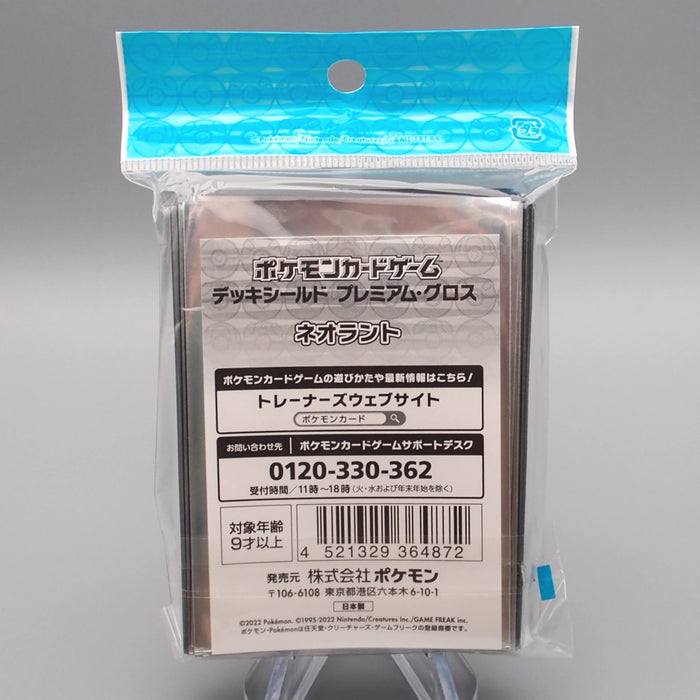 ©Pokémon/Nintendo/Creatures/GAME FREAK
ポケモンカードゲーム
デッキシールド プレミアム・グロス
ネオラント
ポケモンカードゲームの遊びかたや最新情報はこちら!
トレーナーズウェブサイト
ポケモンカード
お問い合わせ先 ポケモンカードゲームサポートデスク
0120-330-362
受付時間/11時〜18時(火・水および年末年始を除く)
対象年齢
9才以上
4 521329 364872
発売元 株式会社 ポケモン
〒106-6108 東京都港区六本木6-10-1
日本製
©2022 Pokémon. ©1995-2022 Nintendo/Creatures Inc./GAME FREAK inc.
ポケモン・Pokémonは任天堂・クリーチャーズ・ゲームフリークの登録商標です。